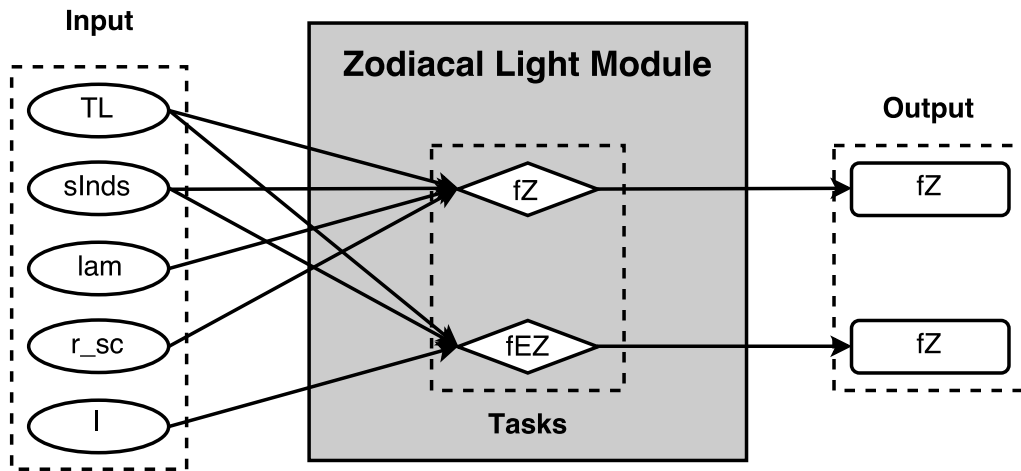 Input
TL
sInds
lam
r_sc
I
Zodiacal Light Module
fZ
fEZ
Tasks
Output
fZ
fZ